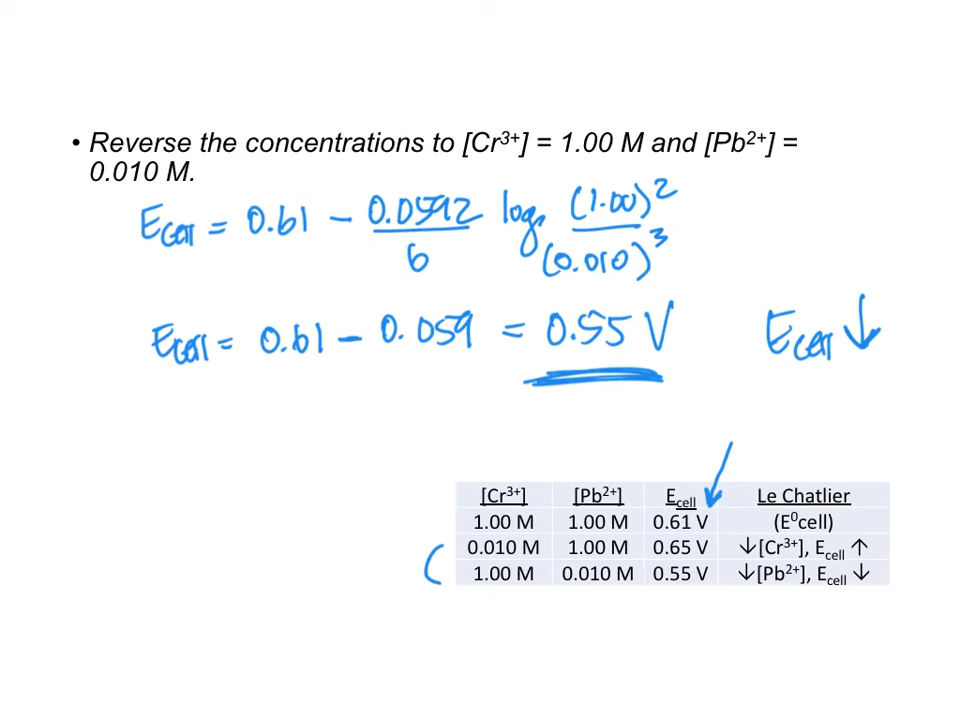 • Reverse the concentrations to [Cr³⁺] = 1.00 M and [Pb²⁺] =
0.010 M.
Ecell = 0.61 − 0.0592/6 log (1.00)²/(0.010)³
Ecell = 0.61 − 0.059 = 0.55 V Ecell ↓
[Cr³⁺] [Pb²⁺] Ecell Le Chatlier
1.00 M 1.00 M 0.61 V (E⁰cell)
0.010 M 1.00 M 0.65 V ↓[Cr³⁺], Ecell ↑
1.00 M 0.010 M 0.55 V ↓[Pb²⁺], Ecell ↓